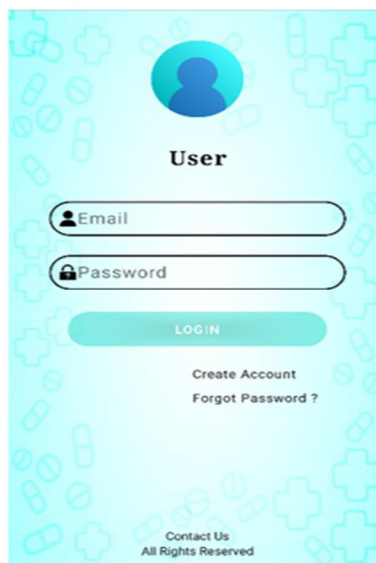 User
Email
Password
LOGIN
Create Account
Forgot Password ?
Contact Us
All Rights Reserved